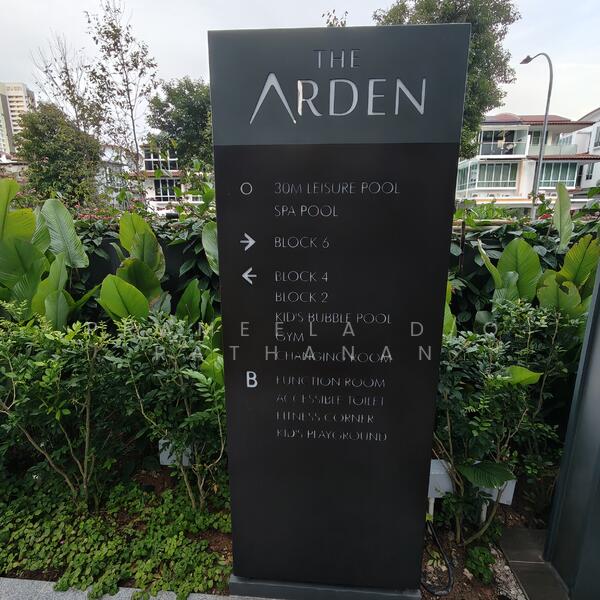 THE
ARDEN
O 30M LEISURE POOL
SPA POOL
→ BLOCK 6
← BLOCK 4
BLOCK 2
KID'S BUBBLE POOL
GYM
CHANGING ROOM
B FUNCTION ROOM
ACCESSIBLE TOILET
FITNESS CORNER
KID'S PLAYGROUND